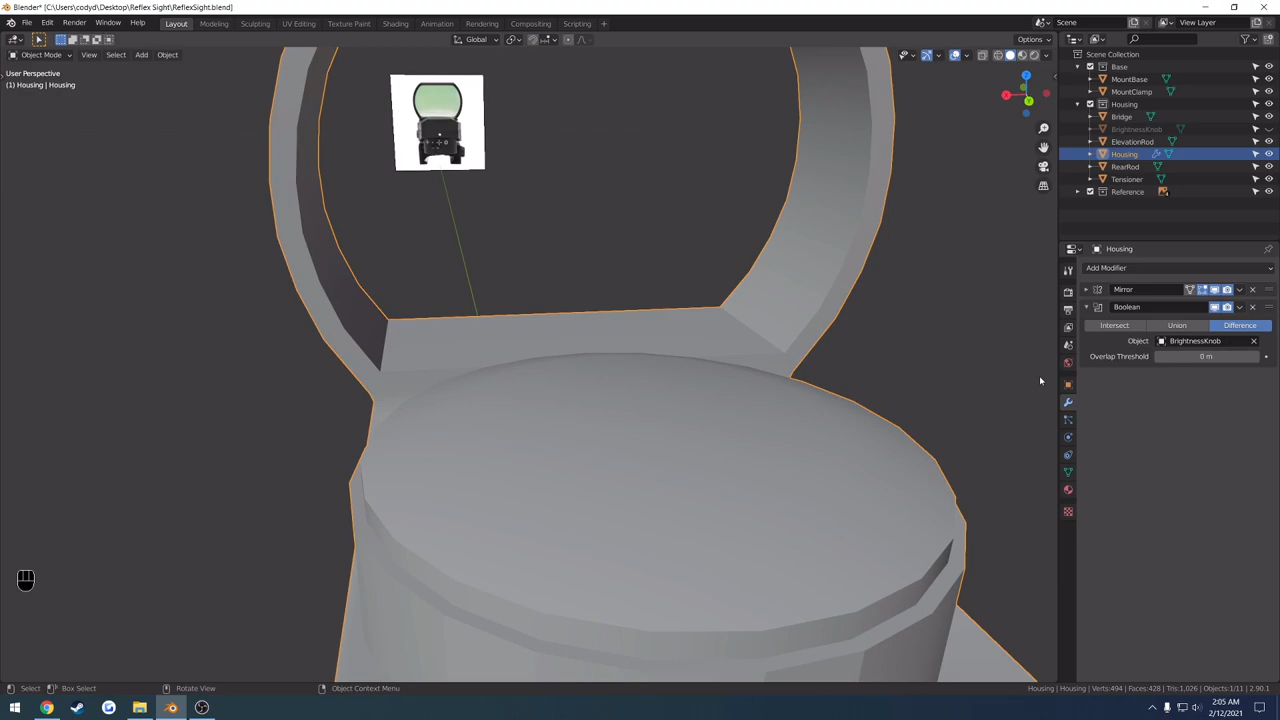 Blender* [C:\Users\codyd\Desktop\Reflex Sight\ReflexSight.blend]
File Edit Render Window Help Layout Modeling Sculpting UV Editing Texture Paint Shading Animation Rendering Compositing Scripting + Scene View Layer
Global Options
Object Mode View Select Add Object
User Perspective
(1) Housing | Housing
Z
X
Y
Scene Collection
Base
MountBase
MountClamp
Housing
Bridge
BrightnessKnob
ElevationRod
Housing
RearRod
Tensioner
Reference
Housing
Add Modifier
Mirror
Boolean
Intersect Union Difference
Object BrightnessKnob
Overlap Threshold 0 m
Select Box Select Rotate View Object Context Menu Housing | Housing | Verts:494 | Faces:428 | Tris:1,026 | Objects:1/11 | 2.90.1
2:05 AM
2/12/2021